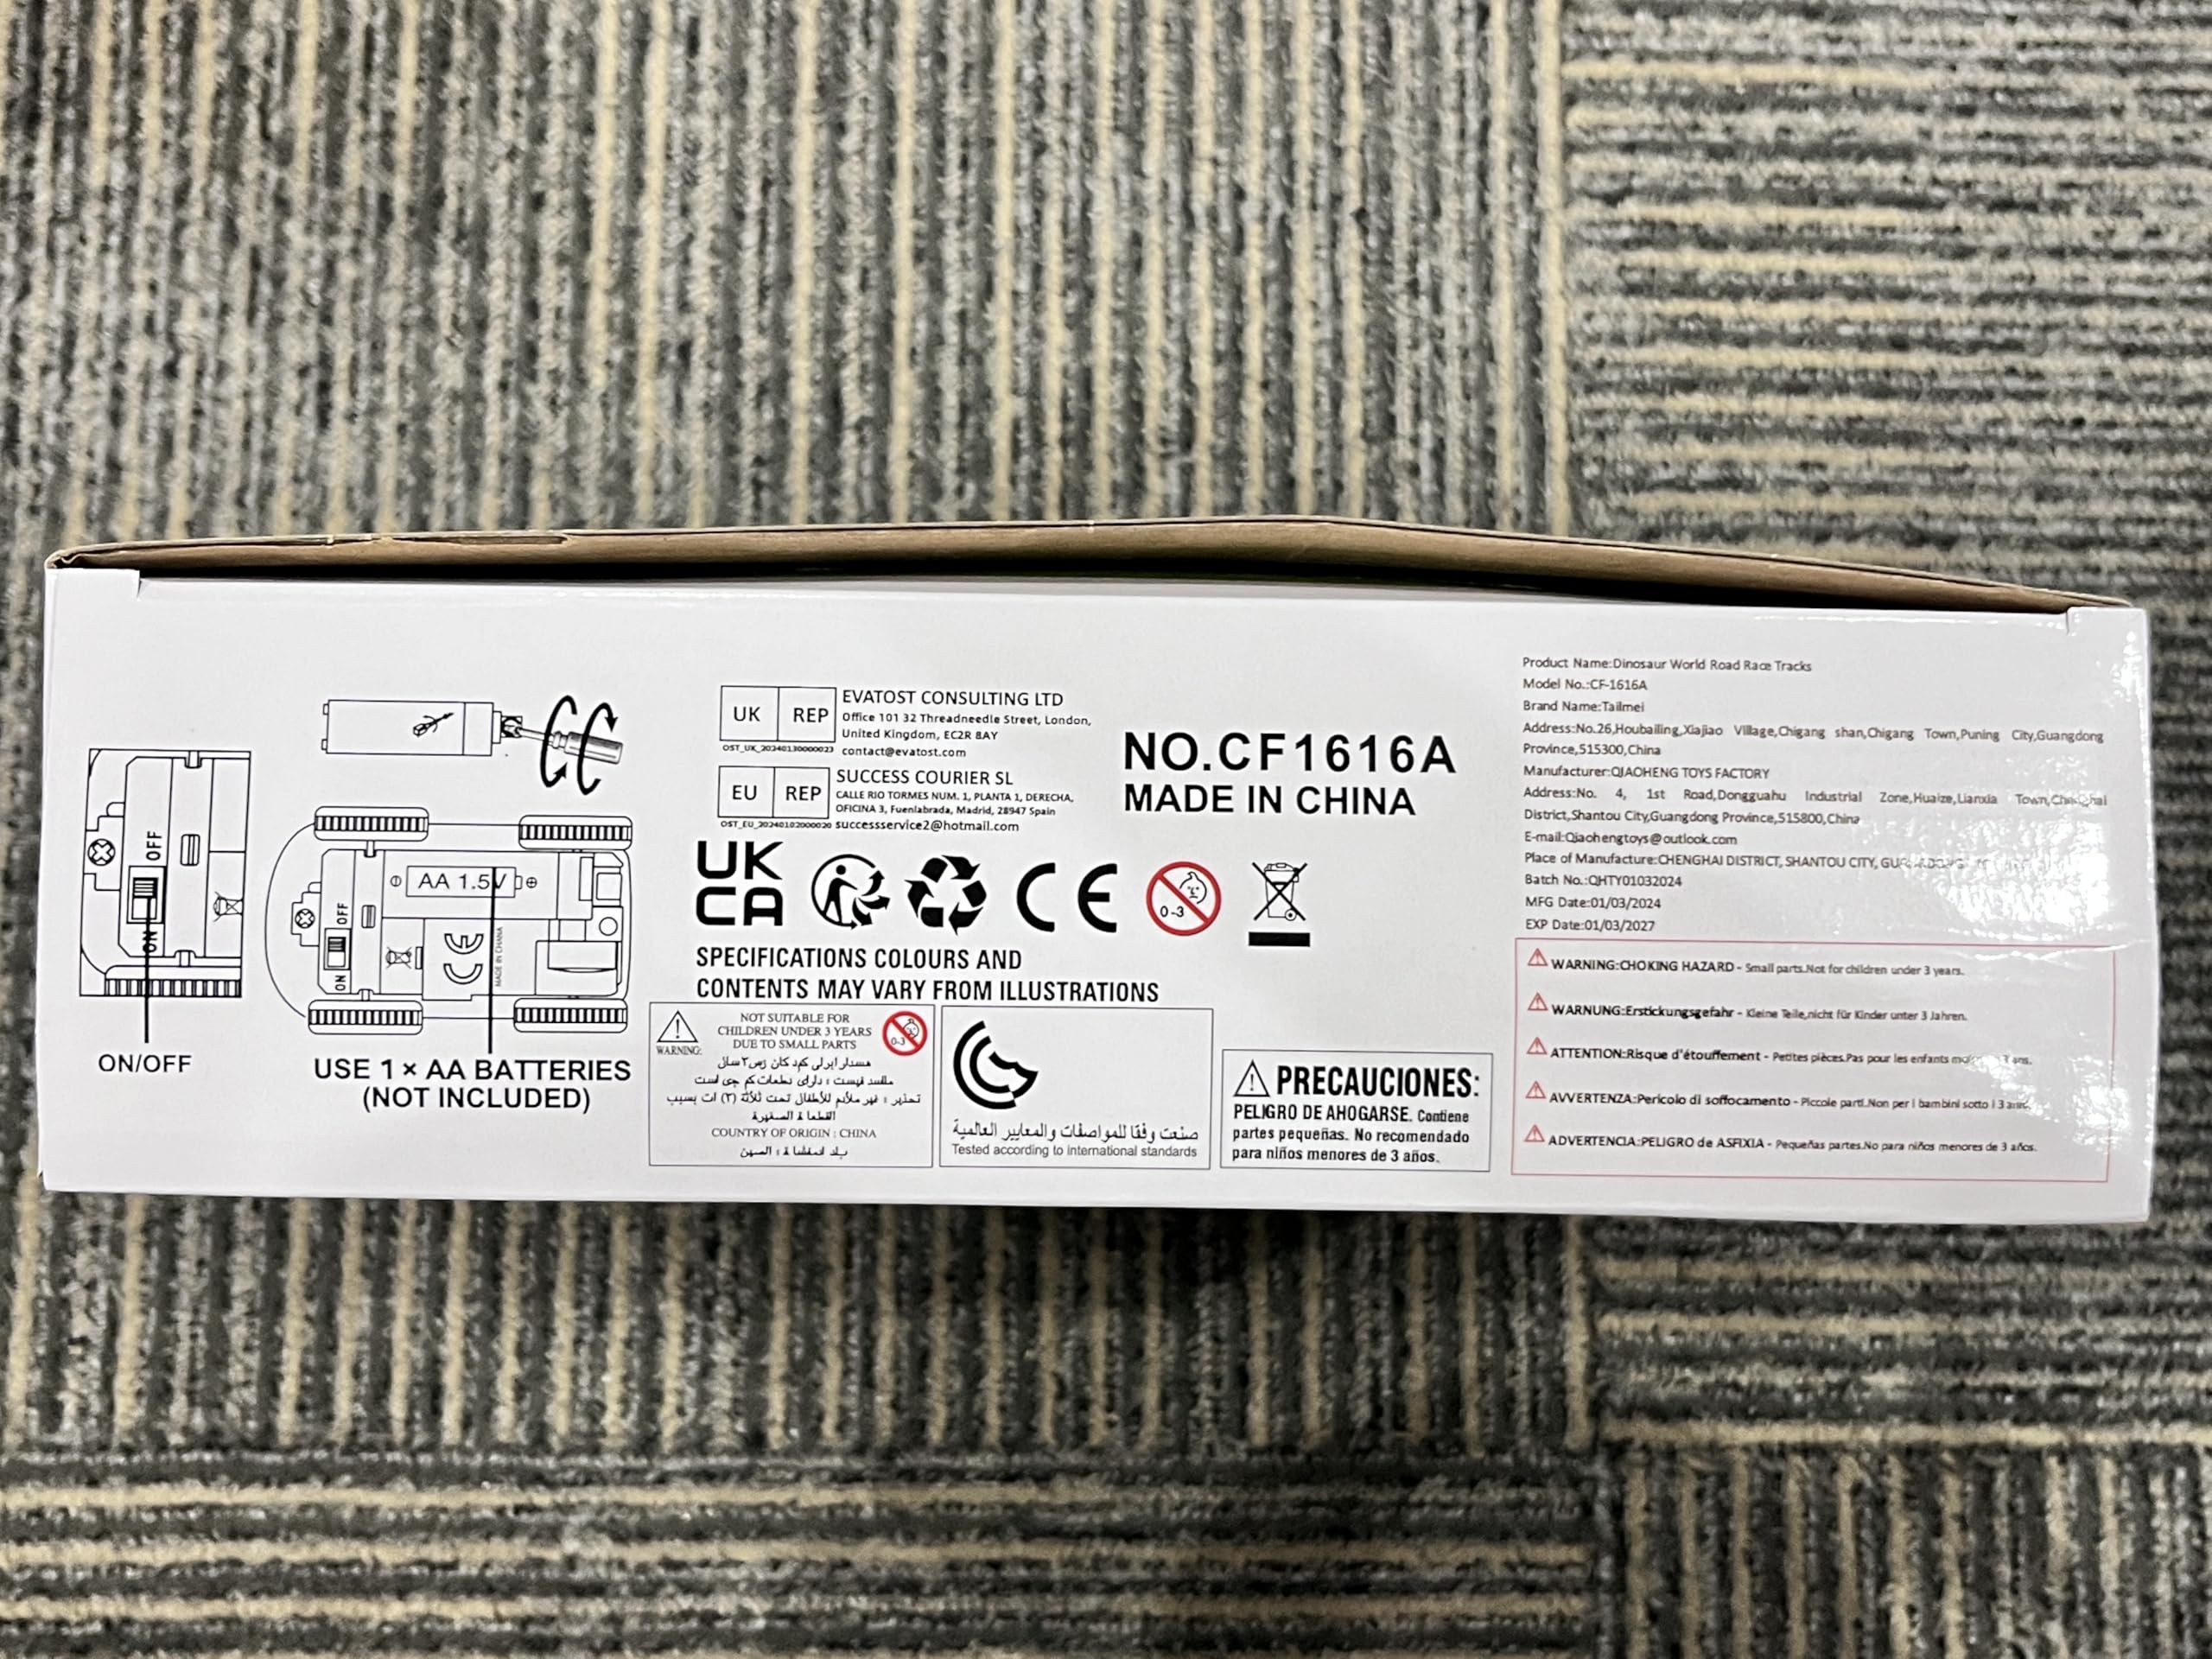 OFF
ON
ON/OFF
AA 1.5V
OFF
ON
MADE IN CHANA
USE 1 × AA BATTERIES
(NOT INCLUDED)
UK REP
EVATOST CONSULTING LTD
Office 101 32 Threadneedle Street, London,
United Kingdom, EC2R 8AY
OST_UK_20240130000023 contact@evatost.com
EU REP
SUCCESS COURIER SL
CALLE RIO TORMES NUM. 1, PLANTA 1, DERECHA,
OFICINA 3, Fuenlabrada, Madrid, 28947 Spain
OST_EU_20240102000020 successservice2@hotmail.com
NO.CF1616A
MADE IN CHINA
UK
CA
CE
0-3
SPECIFICATIONS COLOURS AND
CONTENTS MAY VARY FROM ILLUSTRATIONS
WARNING:
NOT SUITABLE FOR
CHILDREN UNDER 3 YEARS
DUE TO SMALL PARTS
0-3
COUNTRY OF ORIGIN : CHINA
صنعت وفقا للمواصفات والمعايير العالمية
Tested according to international standards
PRECAUCIONES:
PELIGRO DE AHOGARSE. Contiene
partes pequeñas. No recomendado
para niños menores de 3 años.
Product Name:Dinosaur World Road Race Tracks
Model No.:CF-1616A
Brand Name:Tailmei
Address:No.26,Houbailing,Xiajiao Village,Chigang shan,Chigang Town,Puning City,Guangdong
Province,515300,China
Manufacturer:QIAOHENG TOYS FACTORY
Address:No. 4, 1st Road,Dongguahu Industrial Zone,Huaize,Lianxia Town,Chenghai
District,Shantou City,Guangdong Province,515800,China
E-mail:Qiaohengtoys@outlook.com
Place of Manufacture:CHENGHAI DISTRICT, SHANTOU CITY,
Batch No.:QHTY01032024
MFG Date:01/03/2024
EXP Date:01/03/2027
WARNING:CHOKING HAZARD - Small parts.Not for children under 3 years.
WARNUNG:Erstickungsgefahr - Kleine Teile,nicht für Kinder unter 3 Jahren.
ATTENTION:Risque d'étouffement - Petites pièces.Pas pour les enfants ans.
AVVERTENZA:Pericolo di soffocamento - Piccole parti.Non per i bambini sotto i 3 anni.
ADVERTENCIA:PELIGRO de ASFIXIA - Pequeñas partes.No para niños menores de 3 años.